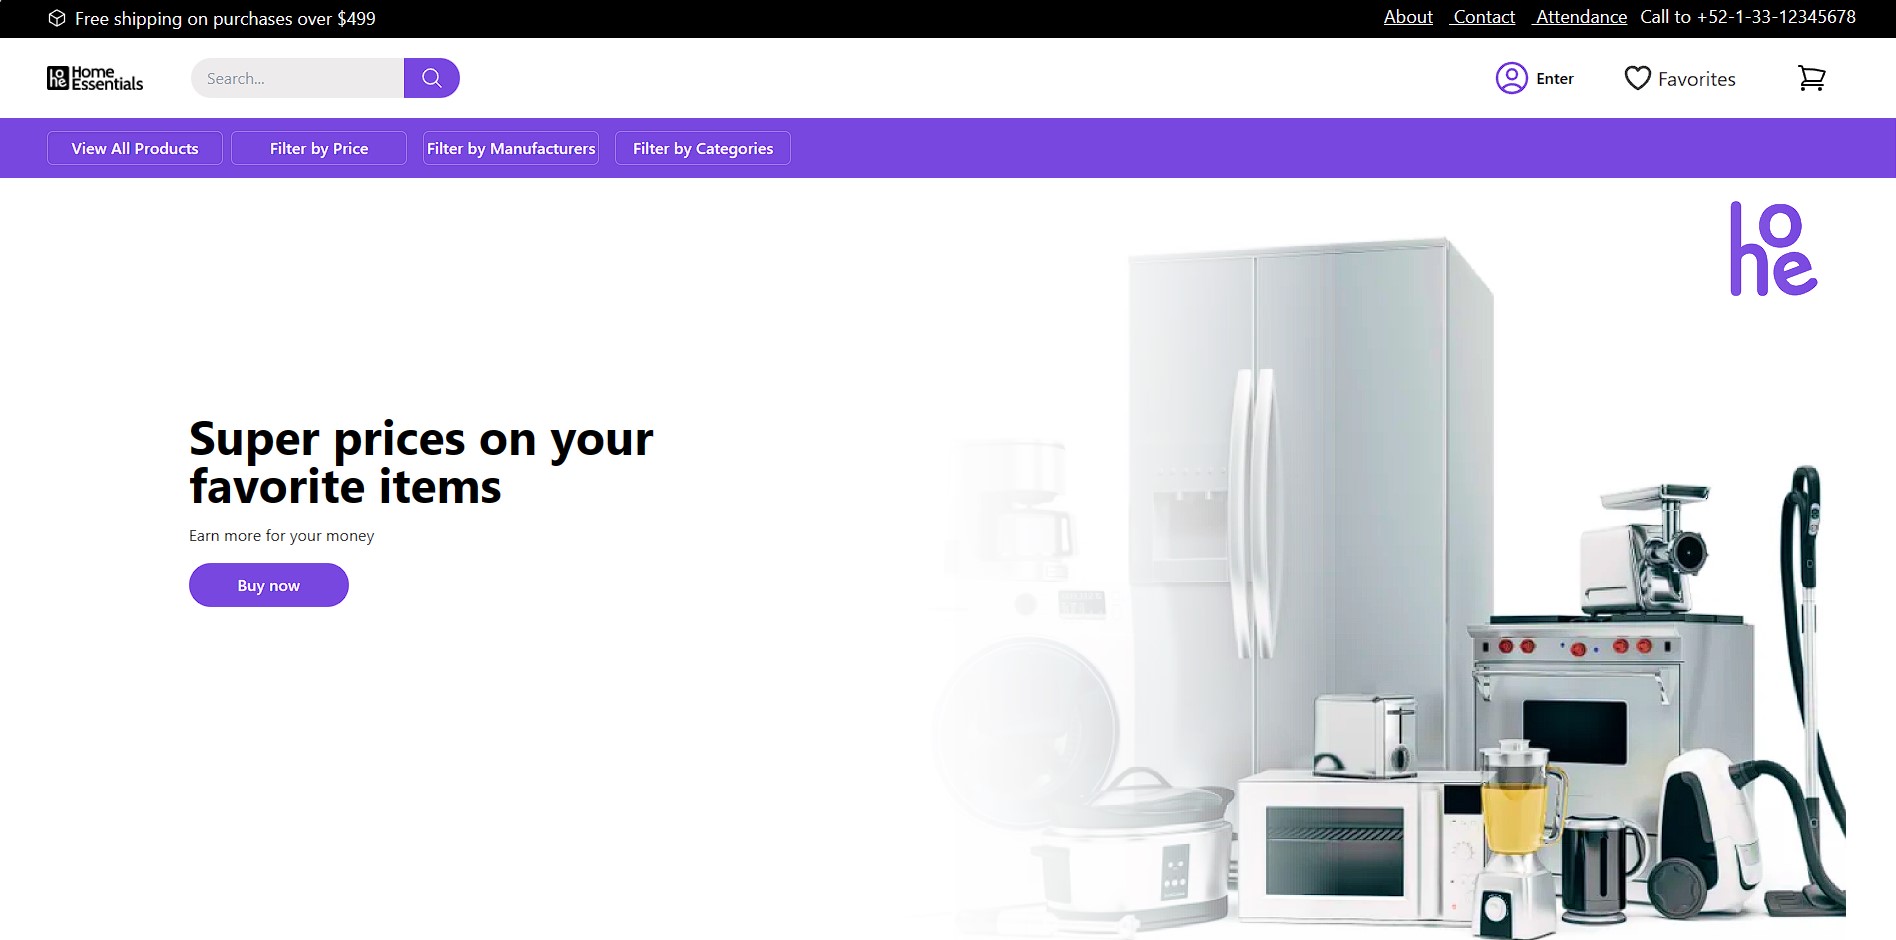 Free shipping on purchases over $499
About Contact Attendance Call to +52-1-33-12345678
ho
he
Home
Essentials
Search...
Enter
Favorites
View All Products
Filter by Price
Filter by Manufacturers
Filter by Categories
ho
he
Super prices on your
favorite items
Earn more for your money
Buy now